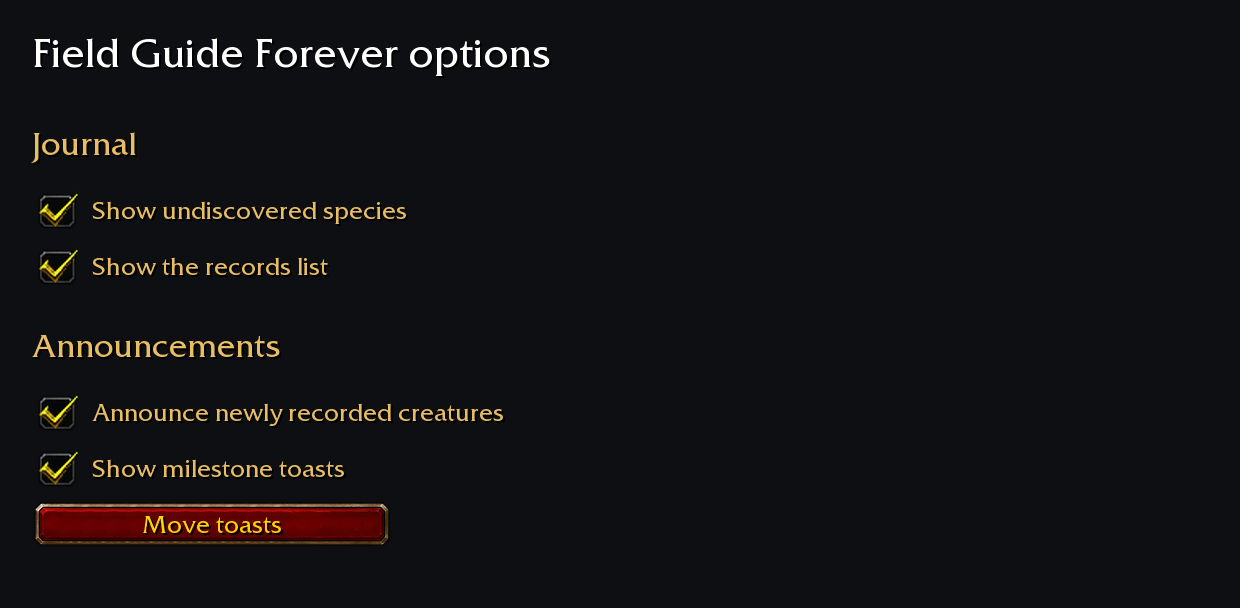 Field Guide Forever options
Journal
Show undiscovered species
Show the records list
Announcements
Announce newly recorded creatures
Show milestone toasts
Move toasts